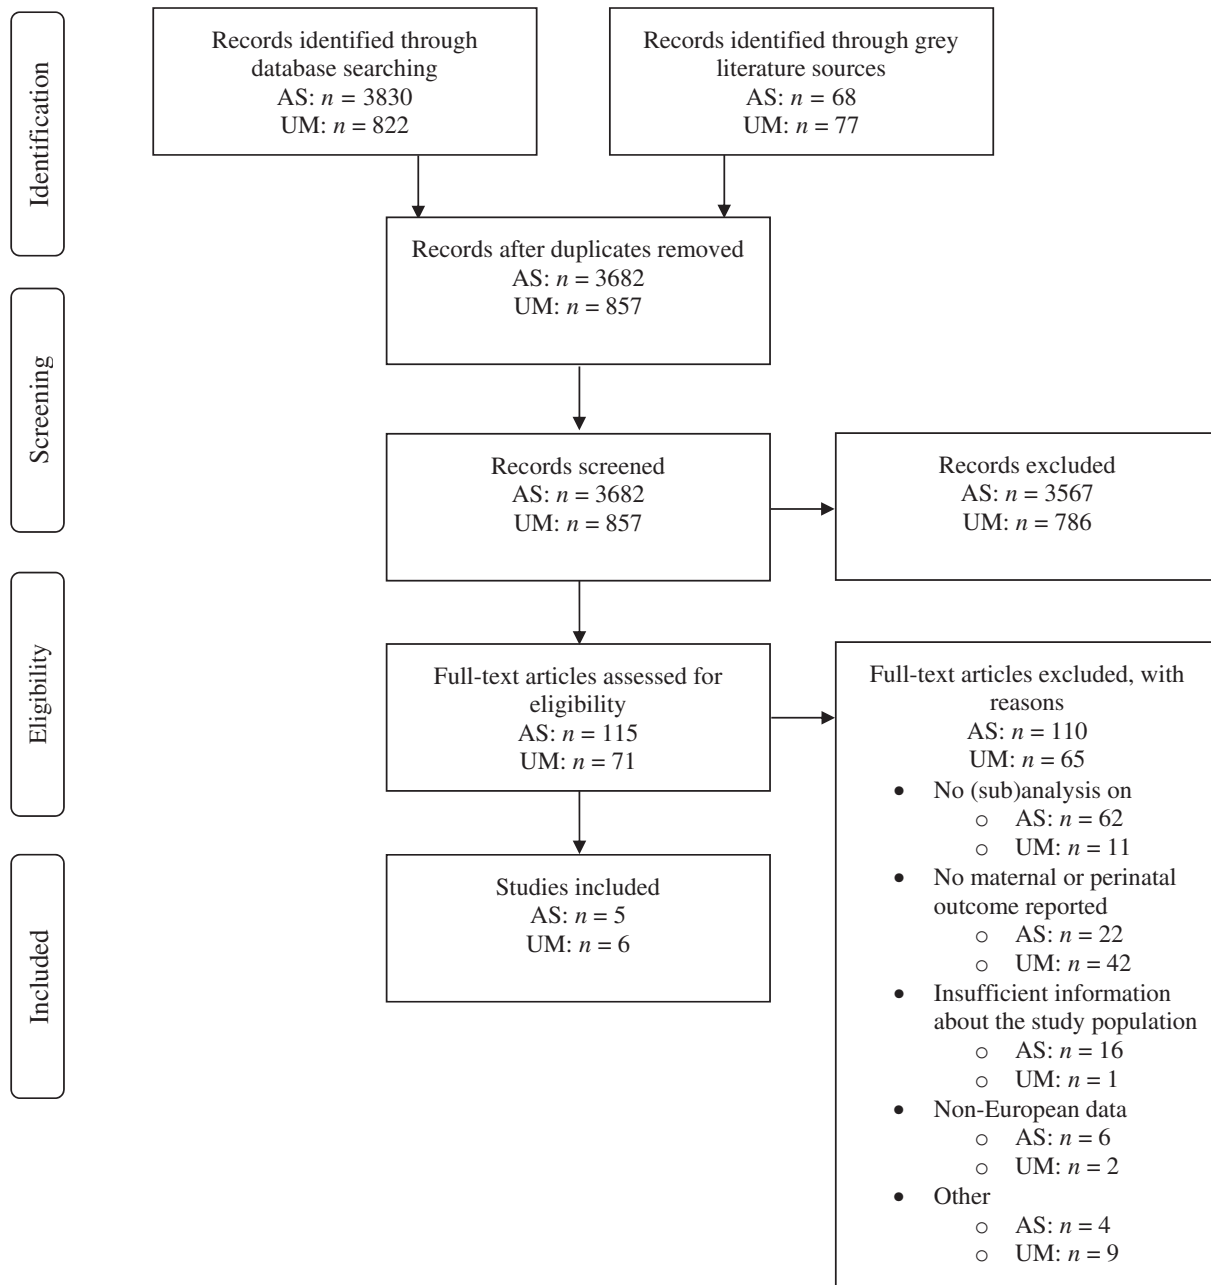 Identification
Records identified through
database searching
AS: n = 3830
UM: n = 822
Records identified through grey
literature sources
AS: n = 68
UM: n = 77
Records after duplicates removed
AS: n = 3682
UM: n = 857
Screening
Records screened
AS: n = 3682
UM: n = 857
Records excluded
AS: n = 3567
UM: n = 786
Eligibility
Full-text articles assessed for
eligibility
AS: n = 115
UM: n = 71
Full-text articles excluded, with
reasons
AS: n = 110
UM: n = 65
• No (sub)analysis on
o AS: n = 62
o UM: n = 11
• No maternal or perinatal
outcome reported
o AS: n = 22
o UM: n = 42
• Insufficient information
about the study population
o AS: n = 16
o UM: n = 1
• Non-European data
o AS: n = 6
o UM: n = 2
• Other
o AS: n = 4
o UM: n = 9
Included
Studies included
AS: n = 5
UM: n = 6